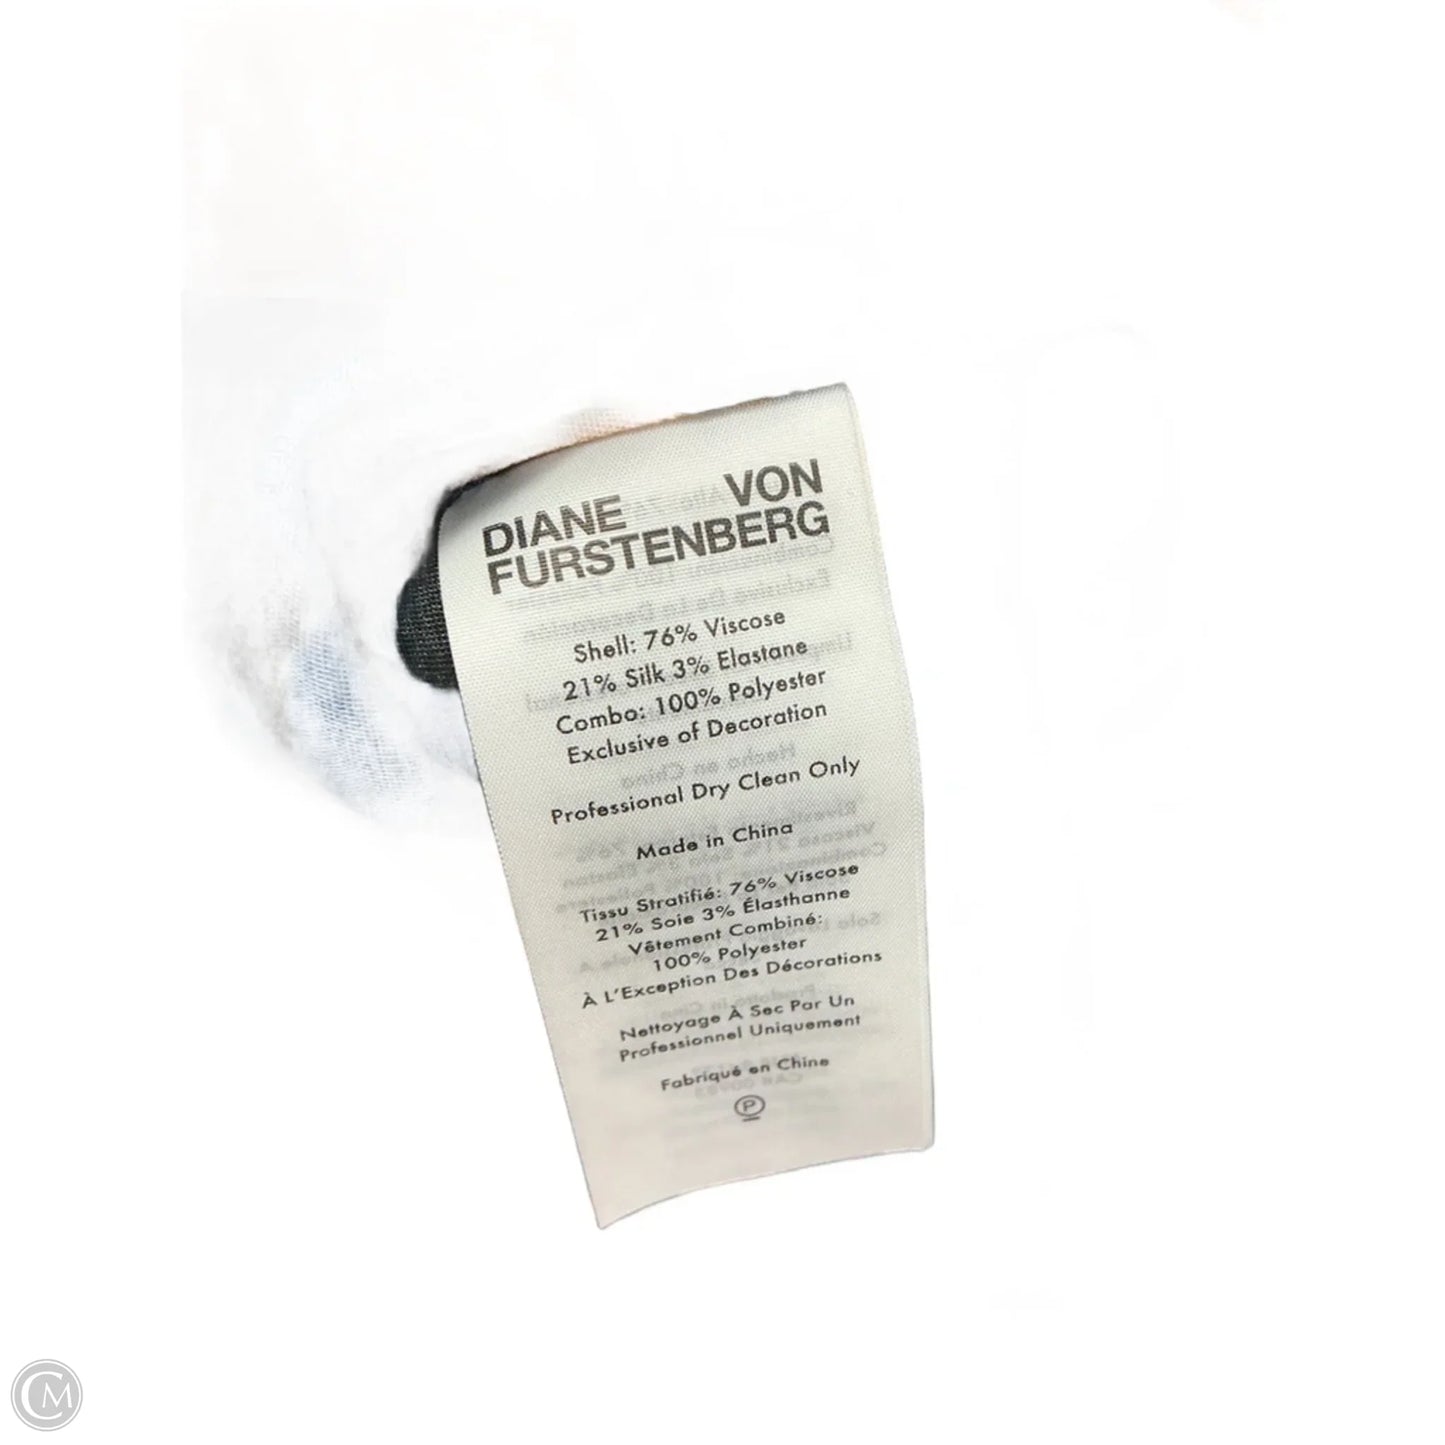 DIANE VON
FURSTENBERG
Shell: 76% Viscose
21% Silk 3% Elastane
Combo: 100% Polyester
Exclusive of Decoration
Professional Dry Clean Only
Made in China
Tissu Stratifié: 76% Viscose
21% Soie 3% Élasthanne
Vêtement Combiné:
100% Polyester
À L'Exception Des Décorations
Nettoyage À Sec Par Un
Professionnel Uniquement
Fabriqué en Chine
P
CM